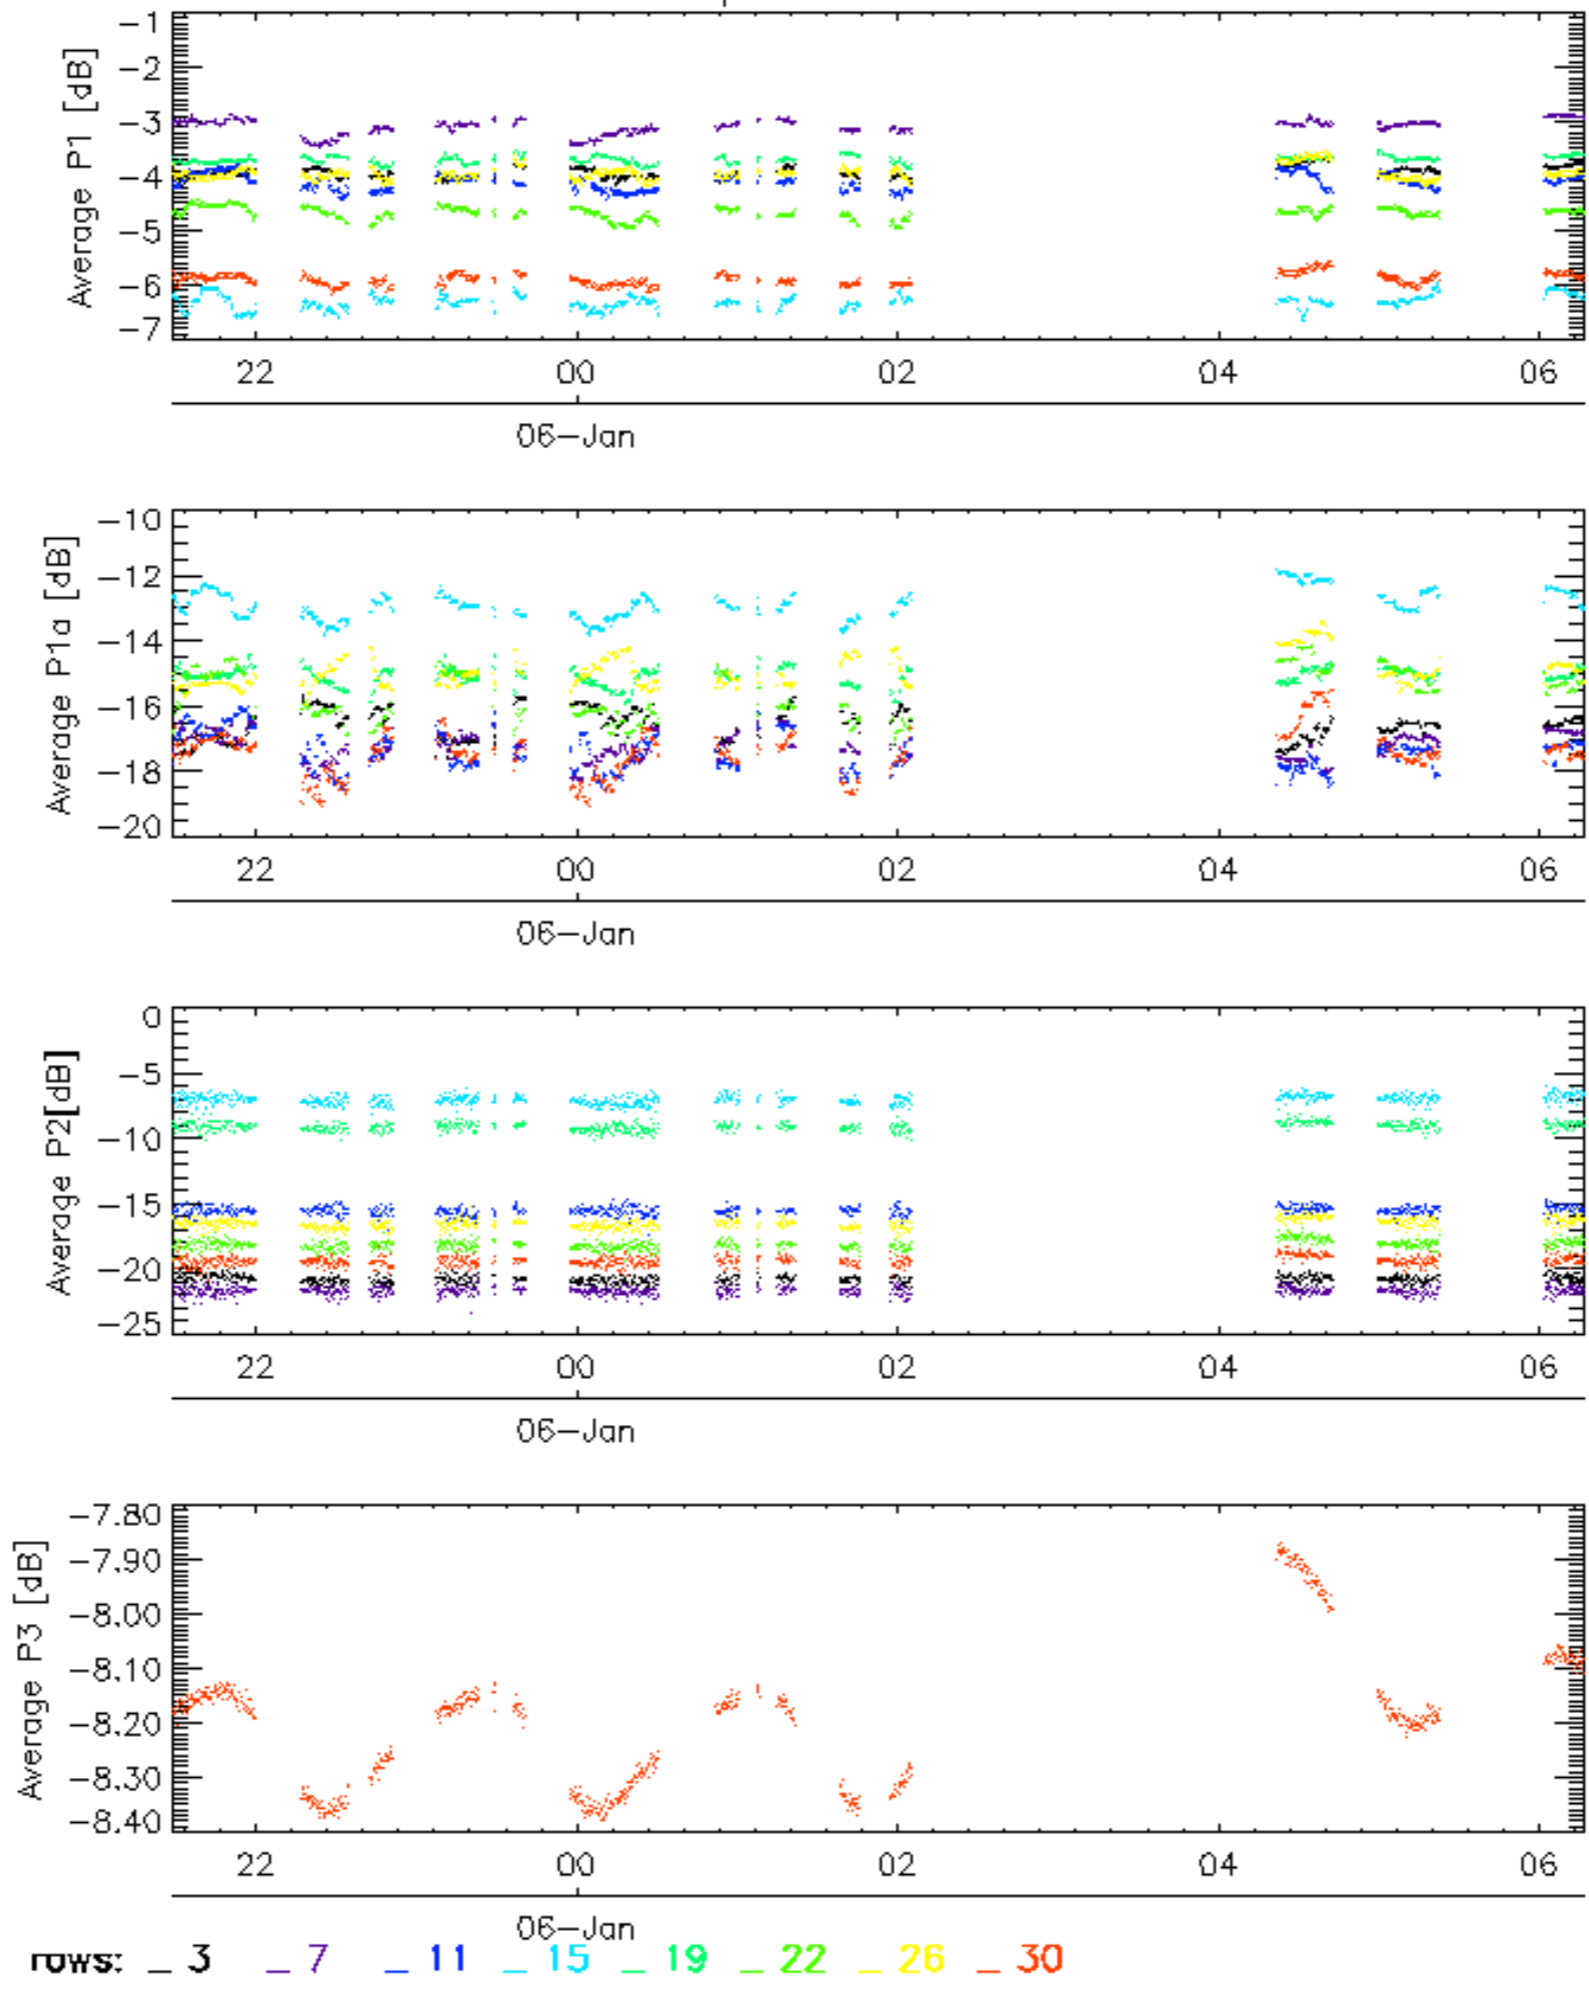 Average P1 [dB]
-1
-2
-3
-4
-5
-6
-7
22 00 02 04 06
06-Jan
Average P1a [dB]
-10
-12
-14
-16
-18
-20
22 00 02 04 06
06-Jan
Average P2[dB]
0
-5
-10
-15
-20
-25
22 00 02 04 06
06-Jan
Average P3 [dB]
-7.80
-7.90
-8.00
-8.10
-8.20
-8.30
-8.40
22 00 02 04 06
06-Jan
rows: _ 3 _ 7 _ 11 _ 15 _ 19 _ 22 _ 26 _ 30